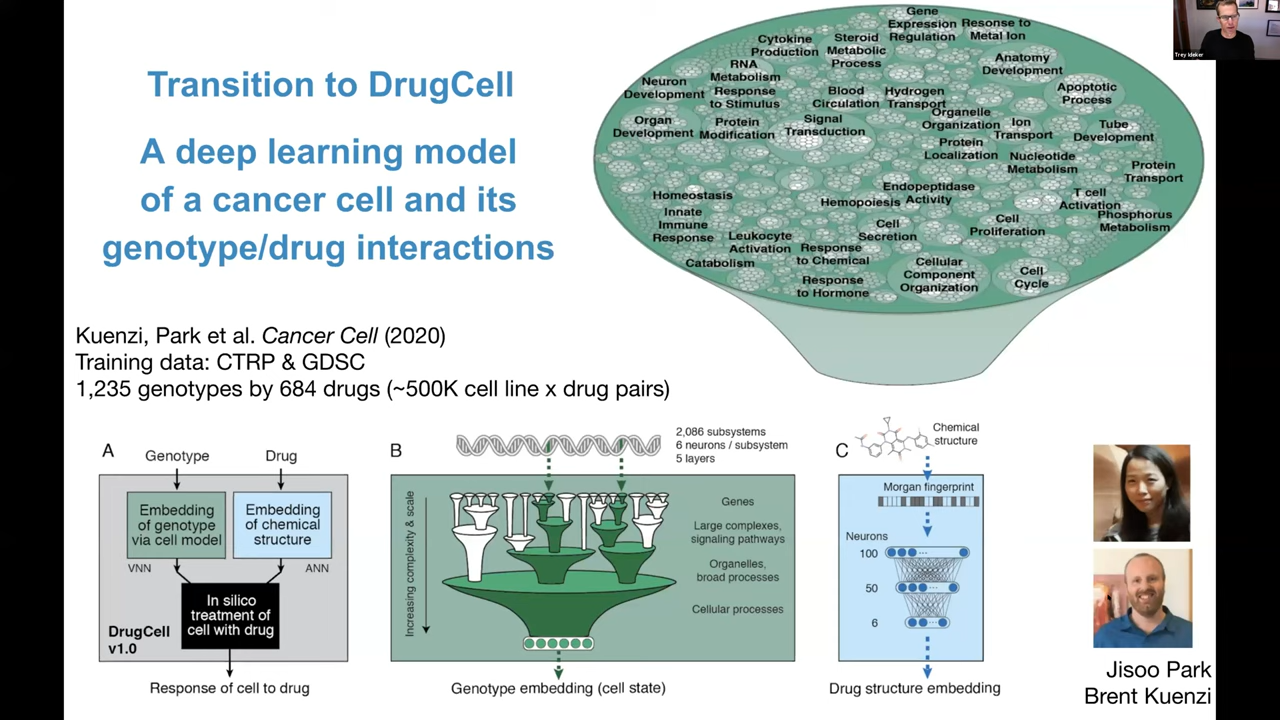 Transition to DrugCell
A deep learning model
of a cancer cell and its
genotype/drug interactions
Kuenzi, Park et al. Cancer Cell (2020)
Training data: CTRP & GDSC
1,235 genotypes by 684 drugs (~500K cell line x drug pairs)
Gene
Expression
Regulation
Resonse to
Metal Ion
Cytokine
Production
Steroid
Metabolic
Process
Anatomy
Development
RNA
Metabolism
Neuron
Development
Response
to Stimulus
Blood
Circulation
Hydrogen
Transport
Apoptotic
Process
Organ
Development
Protein
Modification
Signal
Transduction
Organelle
Organization
Ion
Transport
Tube
Development
Protein
Localization
Nucleotide
Metabolism
Protein
Transport
Homeostasis
Hemopoiesis
Endopeptidase
Activity
T cell
Activation
Innate
Immune
Response
Cell
Secretion
Cell
Proliferation
Phosphorus
Metabolism
Leukocyte
Activation
Response
to Chemical
Catabolism
Cellular
Component
Organization
Cell
Cycle
Response
to Hormone
Trey Ideker
A
Genotype
Drug
Embedding
of genotype
via cell model
Embedding
of chemical
structure
VNN
ANN
In silico
treatment of
cell with drug
DrugCell
v1.0
Response of cell to drug
B
2,086 subsystems
6 neurons / subsystem
5 layers
Increasing complexity & scale
Genes
Large complexes,
signaling pathways
Organelles,
broad processes
Cellular processes
Genotype embedding (cell state)
C
Chemical
structure
Morgan fingerprint
Neurons
100
50
6
Drug structure embedding
Jisoo Park
Brent Kuenzi